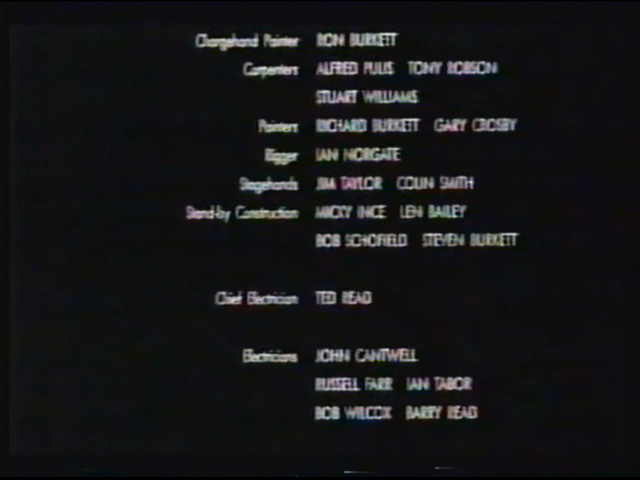 Chargehand Painter RON BURKETT
Carpenters ALFRED PULIS TONY ROBSON
STUART WILLIAMS
Painters RICHARD BURKETT GARY CROSBY
Rigger IAN NORGATE
Stagehands JIM TAYLOR COLIN SMITH
Stand-by Construction MICKY INCE LEN BAILEY
BOB SCHOFIELD STEVEN BURKETT
Chief Electrician TED READ
Electricians JOHN CANTWELL
RUSSELL FARR IAN TABOR
BOB WILCOX BARRY READ